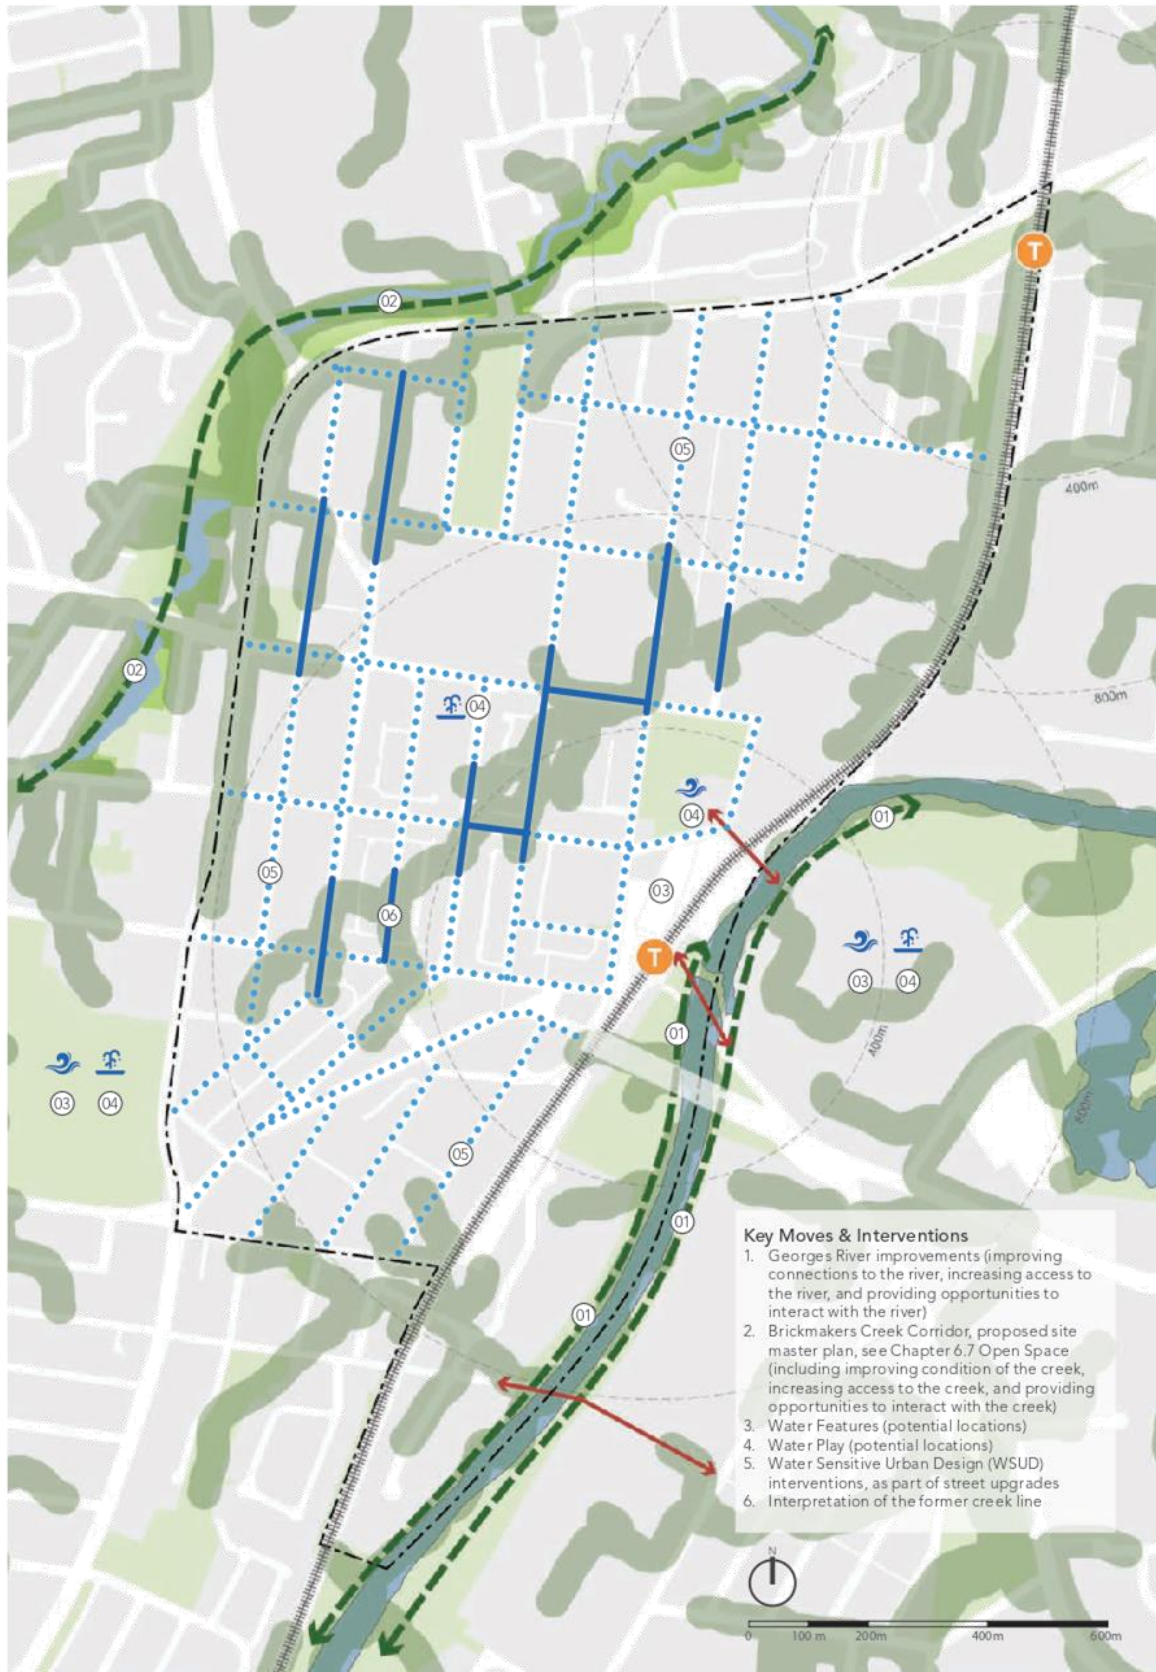 T
02
05
400m
02
800m
04
04
01
05
03
06
T
03 04
01
400m
03 04
800m
05
01
Key Moves & Interventions
1. Georges River improvements (improving
connections to the river, increasing access to
the river, and providing opportunities to
interact with the river)
2. Brickmakers Creek Corridor, proposed site
master plan, see Chapter 6.7 Open Space
(including improving condition of the creek,
increasing access to the creek, and providing
opportunities to interact with the creek)
3. Water Features (potential locations)
4. Water Play (potential locations)
5. Water Sensitive Urban Design (WSUD)
interventions, as part of street upgrades
6. Interpretation of the former creek line
01
N
0 100 m 200m 400m 600m